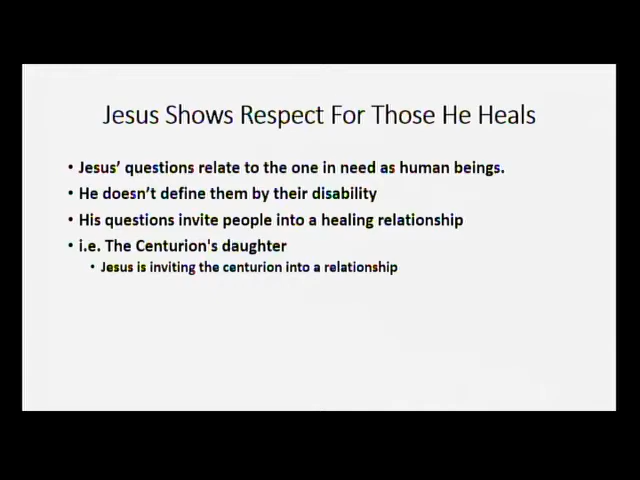 Jesus Shows Respect For Those He Heals
• Jesus’ questions relate to the one in need as human beings.
• He doesn’t define them by their disability
• His questions invite people into a healing relationship
• i.e. The Centurion's daughter
• Jesus is inviting the centurion into a relationship